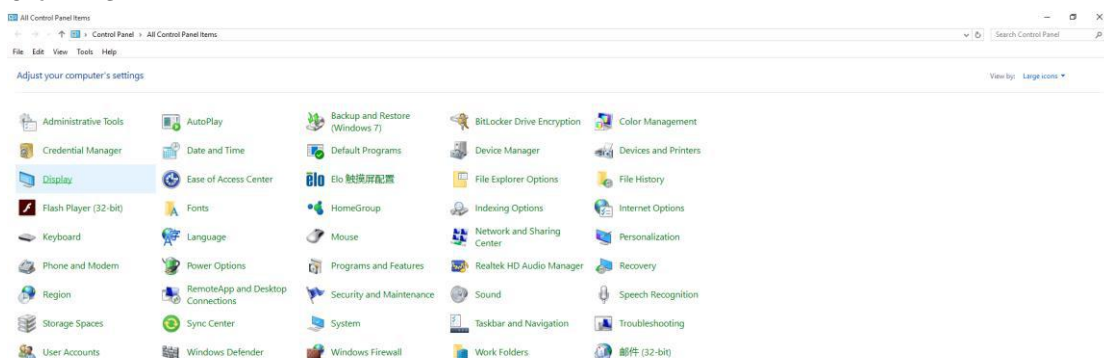 All Control Panel Items
Control Panel > All Control Panel Items
Search Control Panel
File Edit View Tools Help
Adjust your computer's settings
View by: Large icons
Administrative Tools
AutoPlay
Backup and Restore
(Windows 7)
BitLocker Drive Encryption
Color Management
Credential Manager
Date and Time
Default Programs
Device Manager
Devices and Printers
Display
Ease of Access Center
elo
Elo 触摸屏配置
File Explorer Options
File History
Flash Player (32-bit)
Fonts
HomeGroup
Indexing Options
Internet Options
Keyboard
Language
Mouse
Network and Sharing
Center
Personalization
Phone and Modem
Power Options
Programs and Features
Realtek HD Audio Manager
Recovery
Region
RemoteApp and Desktop
Connections
Security and Maintenance
Sound
Speech Recognition
Storage Spaces
Sync Center
System
Taskbar and Navigation
Troubleshooting
User Accounts
Windows Defender
Windows Firewall
Work Folders
邮件 (32-bit)